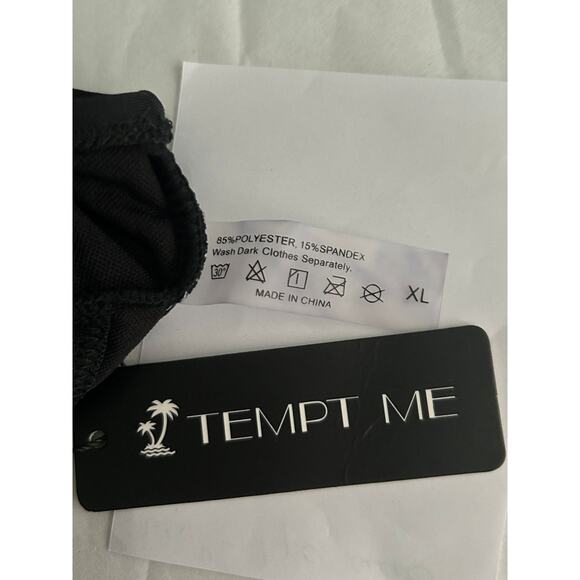 85%POLYESTER, 15%SPANDEX
Wash Dark Clothes Separately.
30°
XL
MADE IN CHINA
TEMPT ME